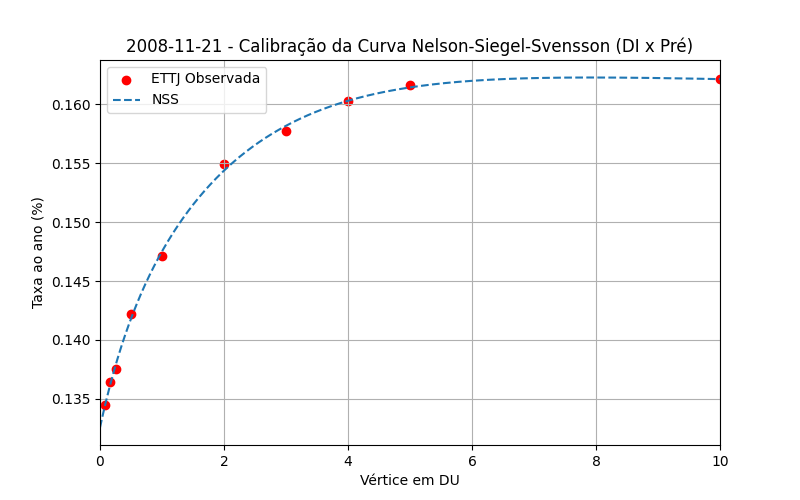 2008-11-21 - Calibração da Curva Nelson-Siegel-Svensson (DI x Pré)
ETTJ Observada
NSS
Taxa ao ano (%)
0.160
0.155
0.150
0.145
0.140
0.135
0 2 4 6 8 10
Vértice em DU